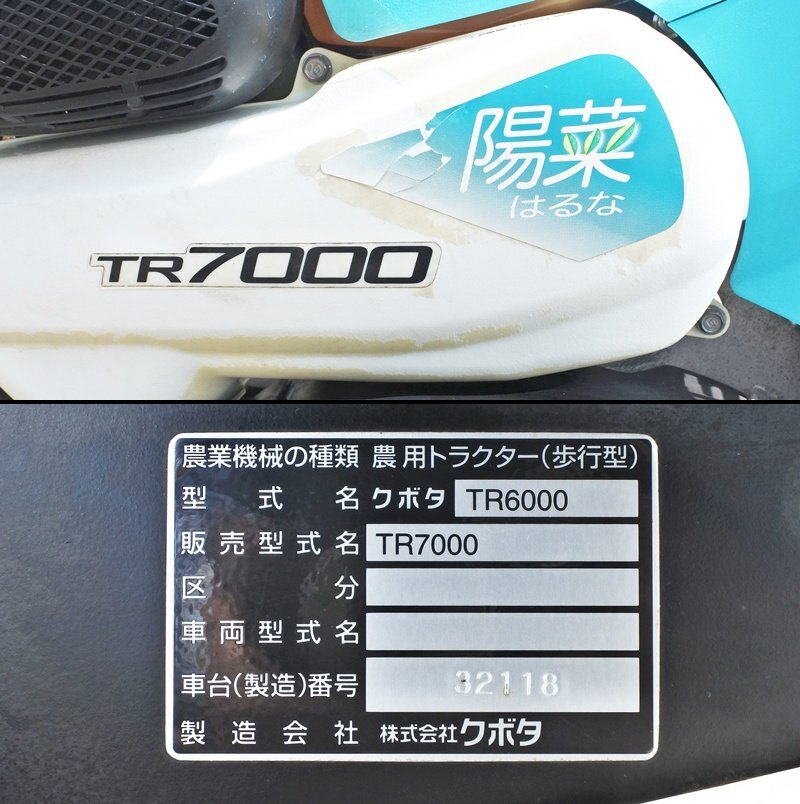 陽菜
はるな
TR7000
農業機械の種類 農用トラクター(歩行型)
型式名 クボタ TR6000
販売型式名 TR7000
区分
車両型式名
車台(製造)番号 32118
製造会社 株式会社クボタ